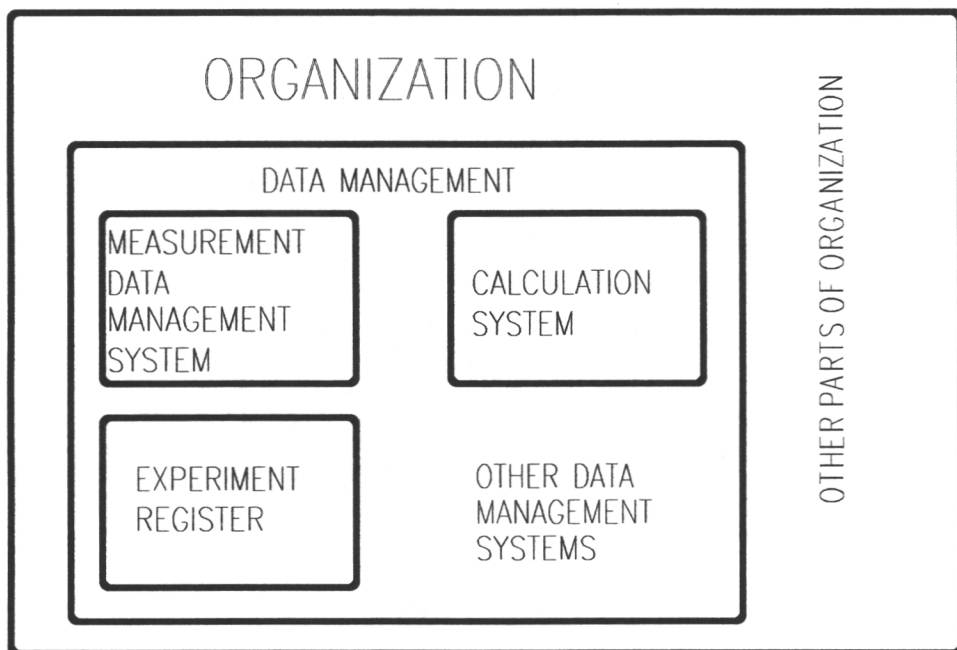 ORGANIZATION
DATA MANAGEMENT
MEASUREMENT
DATA
MANAGEMENT
SYSTEM
CALCULATION
SYSTEM
EXPERIMENT
REGISTER
OTHER DATA
MANAGEMENT
SYSTEMS
OTHER PARTS OF ORGANIZATION